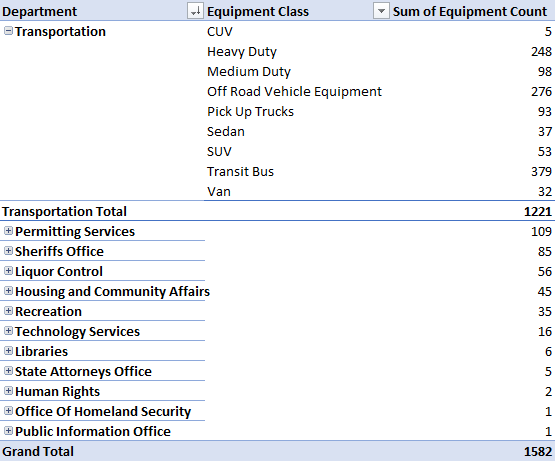 Department Equipment Class Sum of Equipment Count
Transportation CUV 5
Heavy Duty 248
Medium Duty 98
Off Road Vehicle Equipment 276
Pick Up Trucks 93
Sedan 37
SUV 53
Transit Bus 379
Van 32
Transportation Total 1221
Permitting Services 109
Sheriffs Office 85
Liquor Control 56
Housing and Community Affairs 45
Recreation 35
Technology Services 16
Libraries 6
State Attorneys Office 5
Human Rights 2
Office Of Homeland Security 1
Public Information Office 1
Grand Total 1582